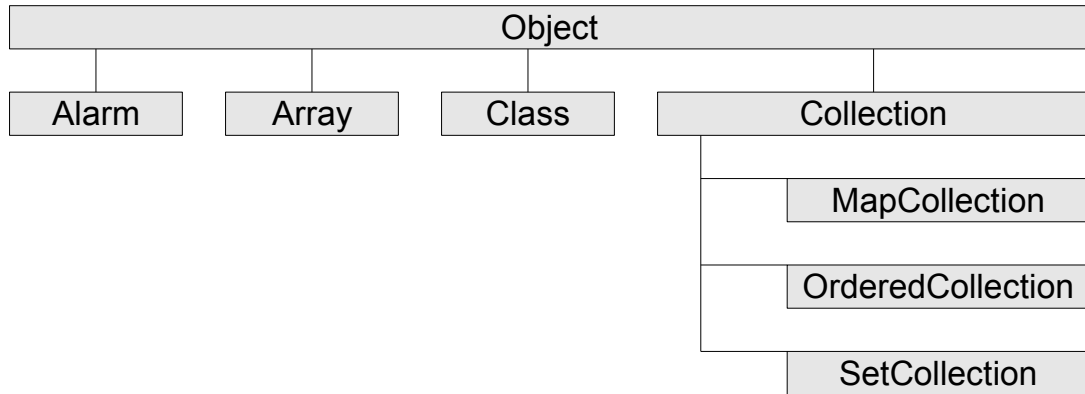 Object
Alarm
Array
Class
Collection
MapCollection
OrderedCollection
SetCollection